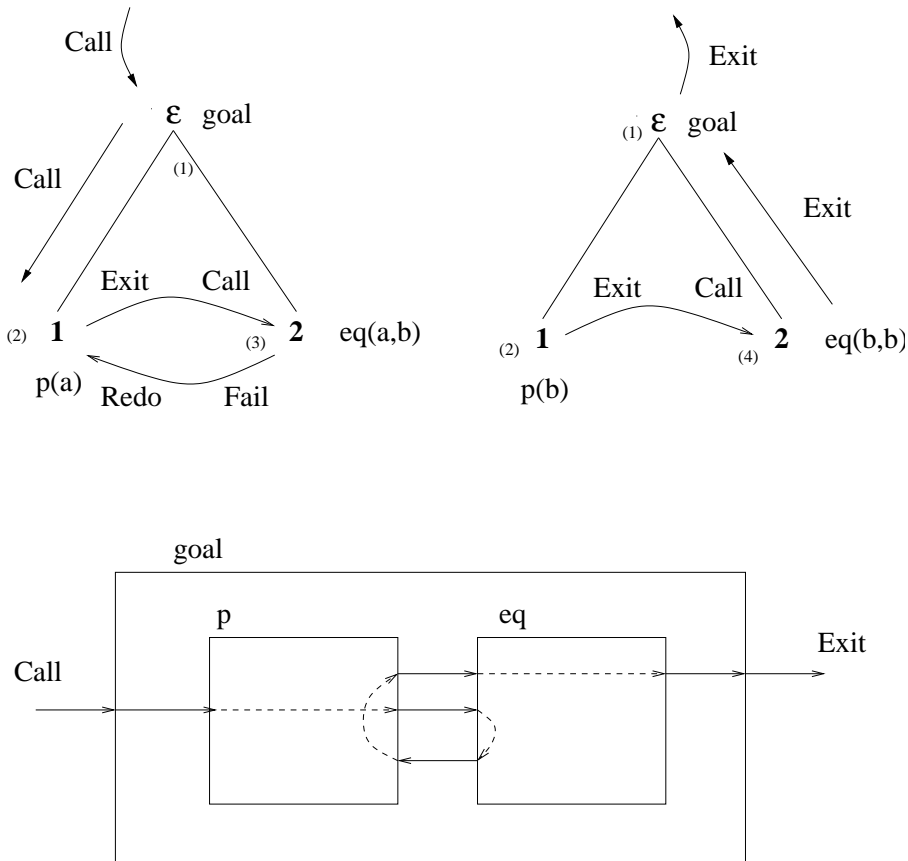 Call
Exit
ε goal
(1)
(1) ε goal
Call
Exit
Exit Call
Exit Call
(2) 1
(3) 2 eq(a,b)
(2) 1
(4) 2 eq(b,b)
p(a)
Redo Fail
p(b)
goal
p
eq
Call
Exit